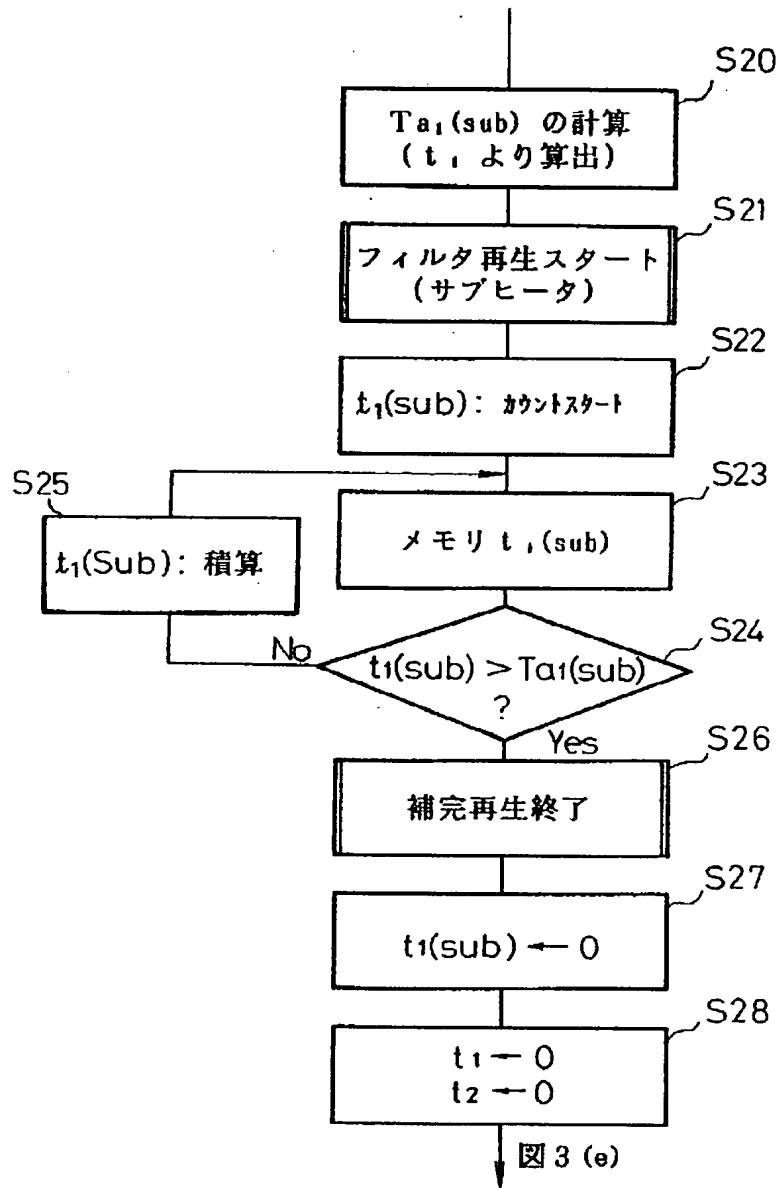 S20
Ta₁(sub) の計算
(t₁ より算出)
S21
フィルタ再生スタート
(サブヒータ)
S22
t₁(sub): カウントスタート
S23
メモリ t₁(sub)
S25
t₁(Sub): 積算
S24
t₁(sub) > Ta₁(sub)
?
No
Yes
S26
補完再生終了
S27
t₁(sub) ← 0
S28
t₁ ← 0
t₂ ← 0
図3 (e)